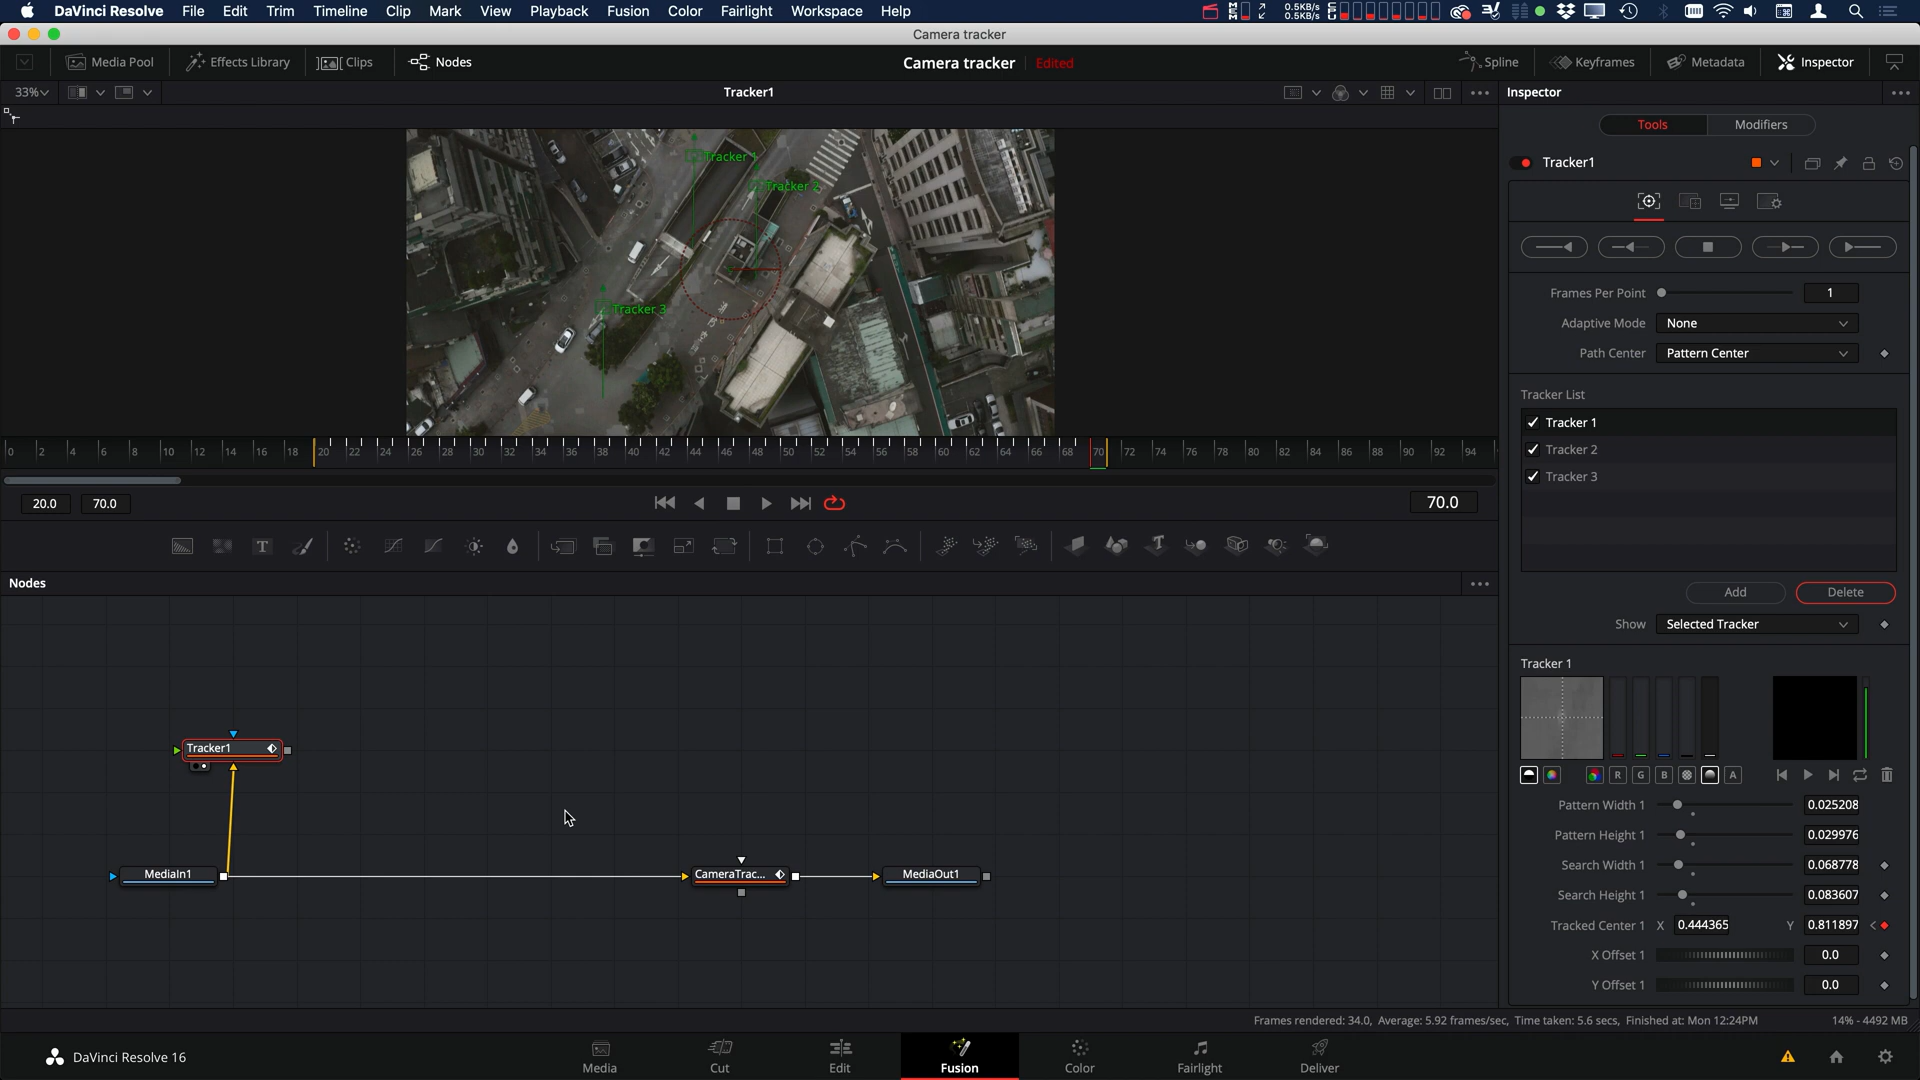 DaVinci Resolve File Edit Trim Timeline Clip Mark View Playback Fusion Color Fairlight Workspace Help
0.5KB/s
0.5KB/s
Camera tracker
Media Pool Effects Library Clips Nodes Camera tracker Edited Spline Keyframes Metadata Inspector
33% Tracker1 Inspector
Tools Modifiers
Tracker1
Tracker 1
Tracker 2
Tracker 3
Frames Per Point 1
Adaptive Mode None
Path Center Pattern Center
Tracker List
Tracker 1
Tracker 2
Tracker 3
0 2 4 6 8 10 12 14 16 18 20 22 24 26 28 30 32 34 36 38 40 42 44 46 48 50 52 54 56 58 60 62 64 66 68 70 72 74 76 78 80 82 84 86 88 90 92 94
20.0 70.0 70.0
Nodes
Add Delete
Show Selected Tracker
Tracker 1
R G B A
Tracker1
MediaIn1 CameraTrac... MediaOut1
Pattern Width 1 0.025208
Pattern Height 1 0.029976
Search Width 1 0.068778
Search Height 1 0.083607
Tracked Center 1 X 0.444365 Y 0.811897
X Offset 1 0.0
Y Offset 1 0.0
Frames rendered: 34.0, Average: 5.92 frames/sec, Time taken: 5.6 secs, Finished at: Mon 12:24PM 14% - 4492 MB
DaVinci Resolve 16 Media Cut Edit Fusion Color Fairlight Deliver